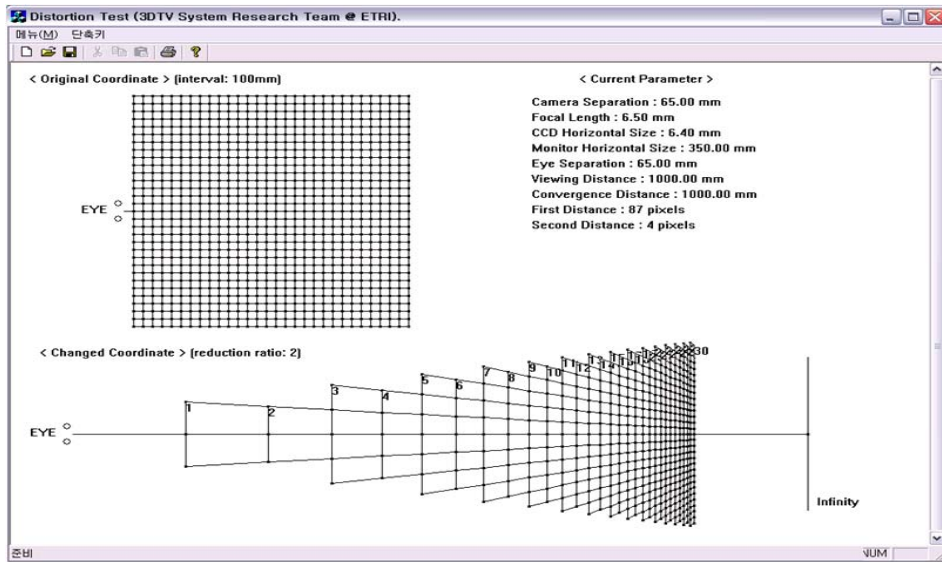 Distortion Test (3DTV System Research Team @ ETRI).
메뉴(M) 단축키
< Original Coordinate > (interval: 100mm)
EYE
< Current Parameter >
Camera Separation : 65.00 mm
Focal Length : 6.50 mm
CCD Horizontal Size : 6.40 mm
Monitor Horizontal Size : 350.00 mm
Eye Separation : 65.00 mm
Viewing Distance : 1000.00 mm
Convergence Distance : 1000.00 mm
First Distance : 87 pixels
Second Distance : 4 pixels
< Changed Coordinate > (reduction ratio: 2)
EYE
1 2 3 4 5 6 7 8 9 10 11 12 30
Infinity
준비